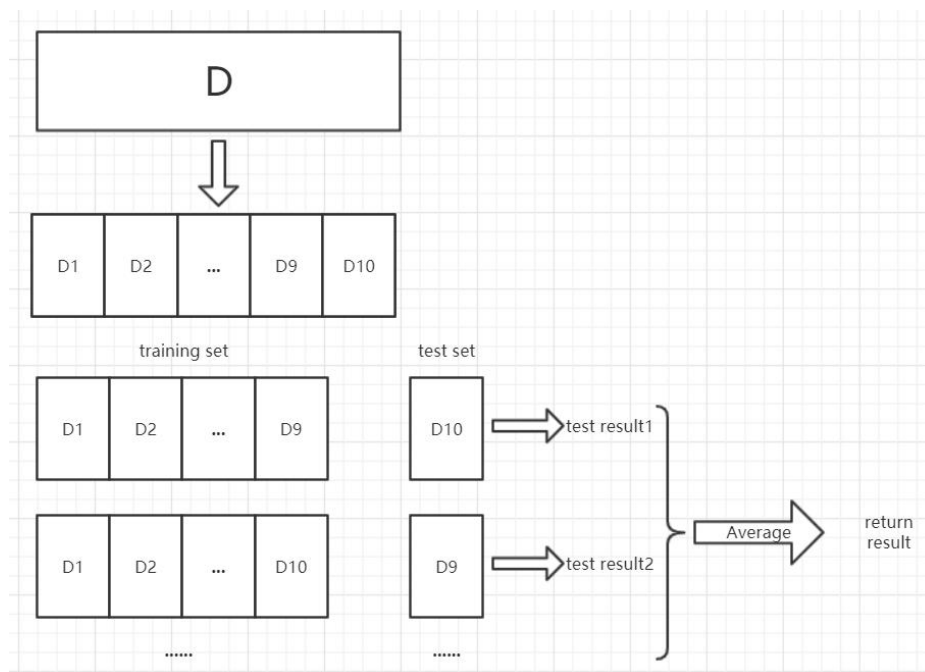 D
D1 D2 ... D9 D10
training set test set
D1 D2 ... D9 D10 test result1
Average return
result
D1 D2 ... D10 D9 test result2
...... ......